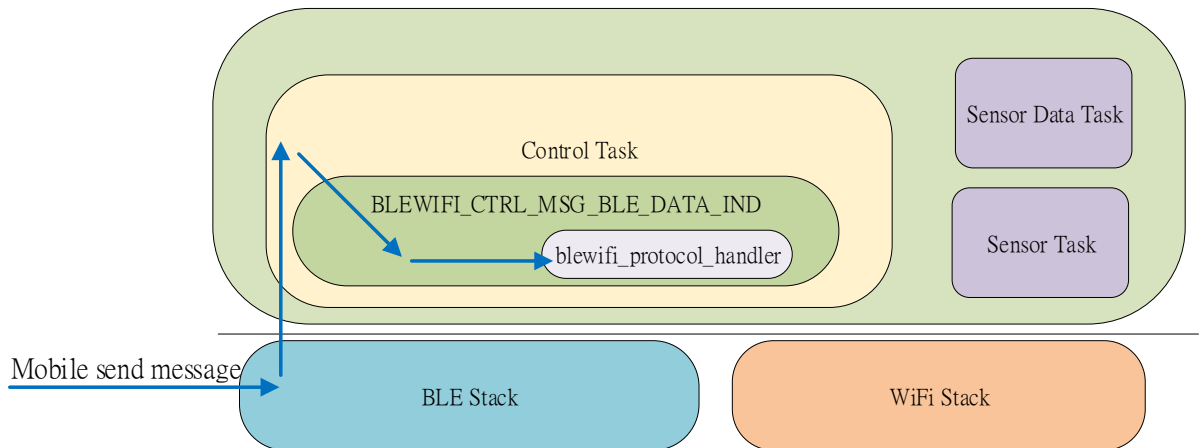 Sensor Data Task
Control Task
BLEWIFI_CTRL_MSG_BLE_DATA_IND
blewifi_protocol_handler
Sensor Task
Mobile send message
BLE Stack
WiFi Stack